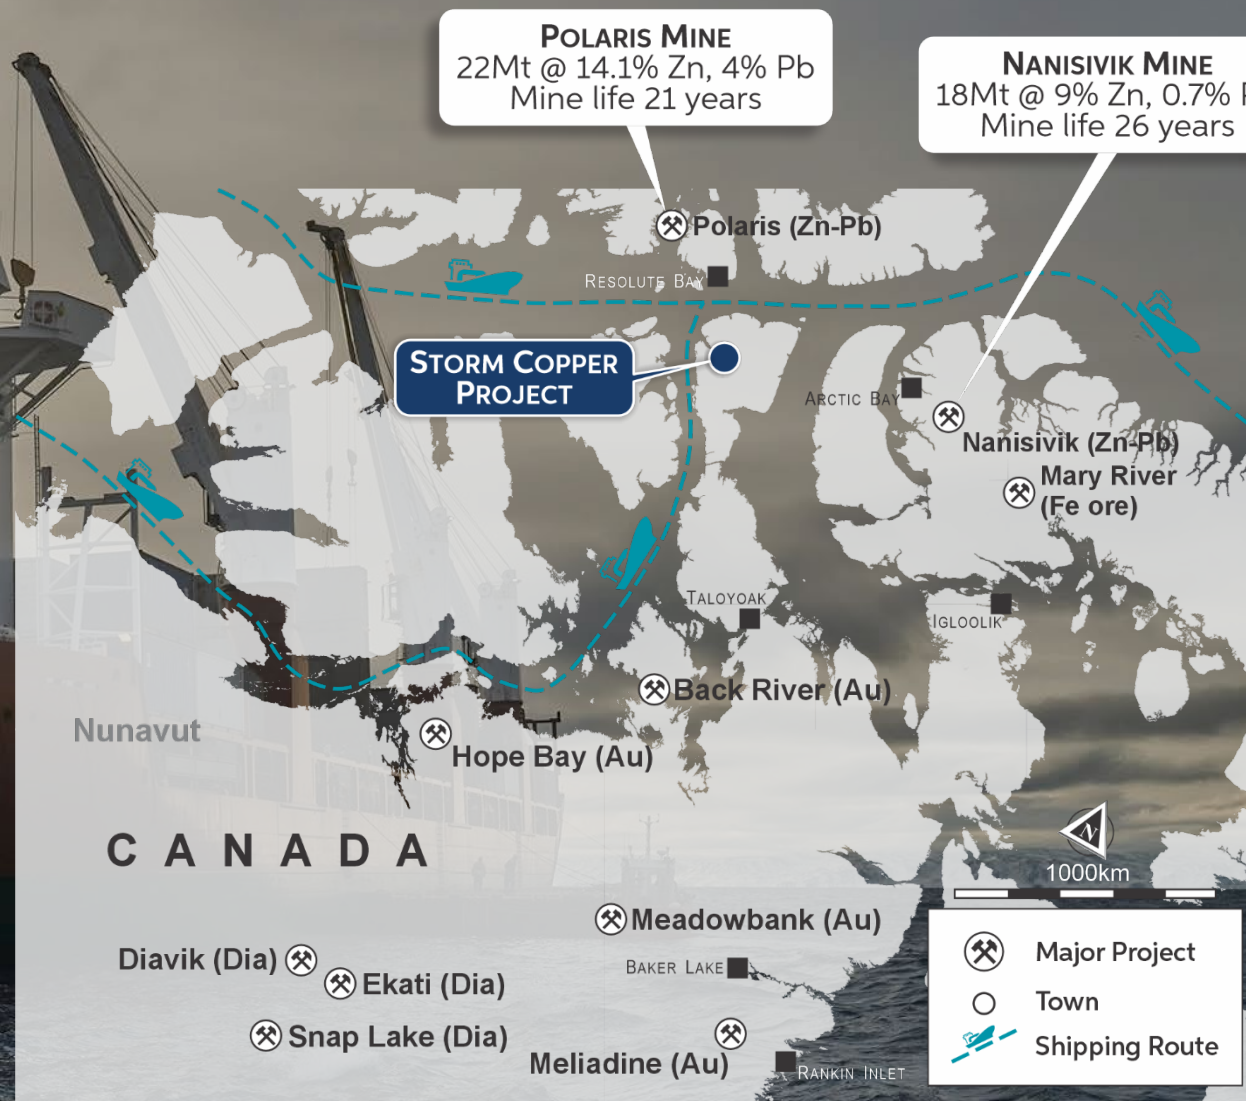 POLARIS MINE
22Mt @ 14.1% Zn, 4% Pb
Mine life 21 years
NANISIVIK MINE
18Mt @ 9% Zn, 0.7%
Mine life 26 years
Polaris (Zn-Pb)
RESOLUTE BAY
STORM COPPER
PROJECT
ARCTIC BAY
Nanisivik (Zn-Pb)
Mary River
(Fe ore)
TALOYOAK
IGLOOLIK
Back River (Au)
Nunavut
Hope Bay (Au)
CANADA
N
1000km
Meadowbank (Au)
Diavik (Dia)
BAKER LAKE
Ekati (Dia)
Snap Lake (Dia)
Meliadine (Au)
RANKIN INLET
Major Project
Town
Shipping Route